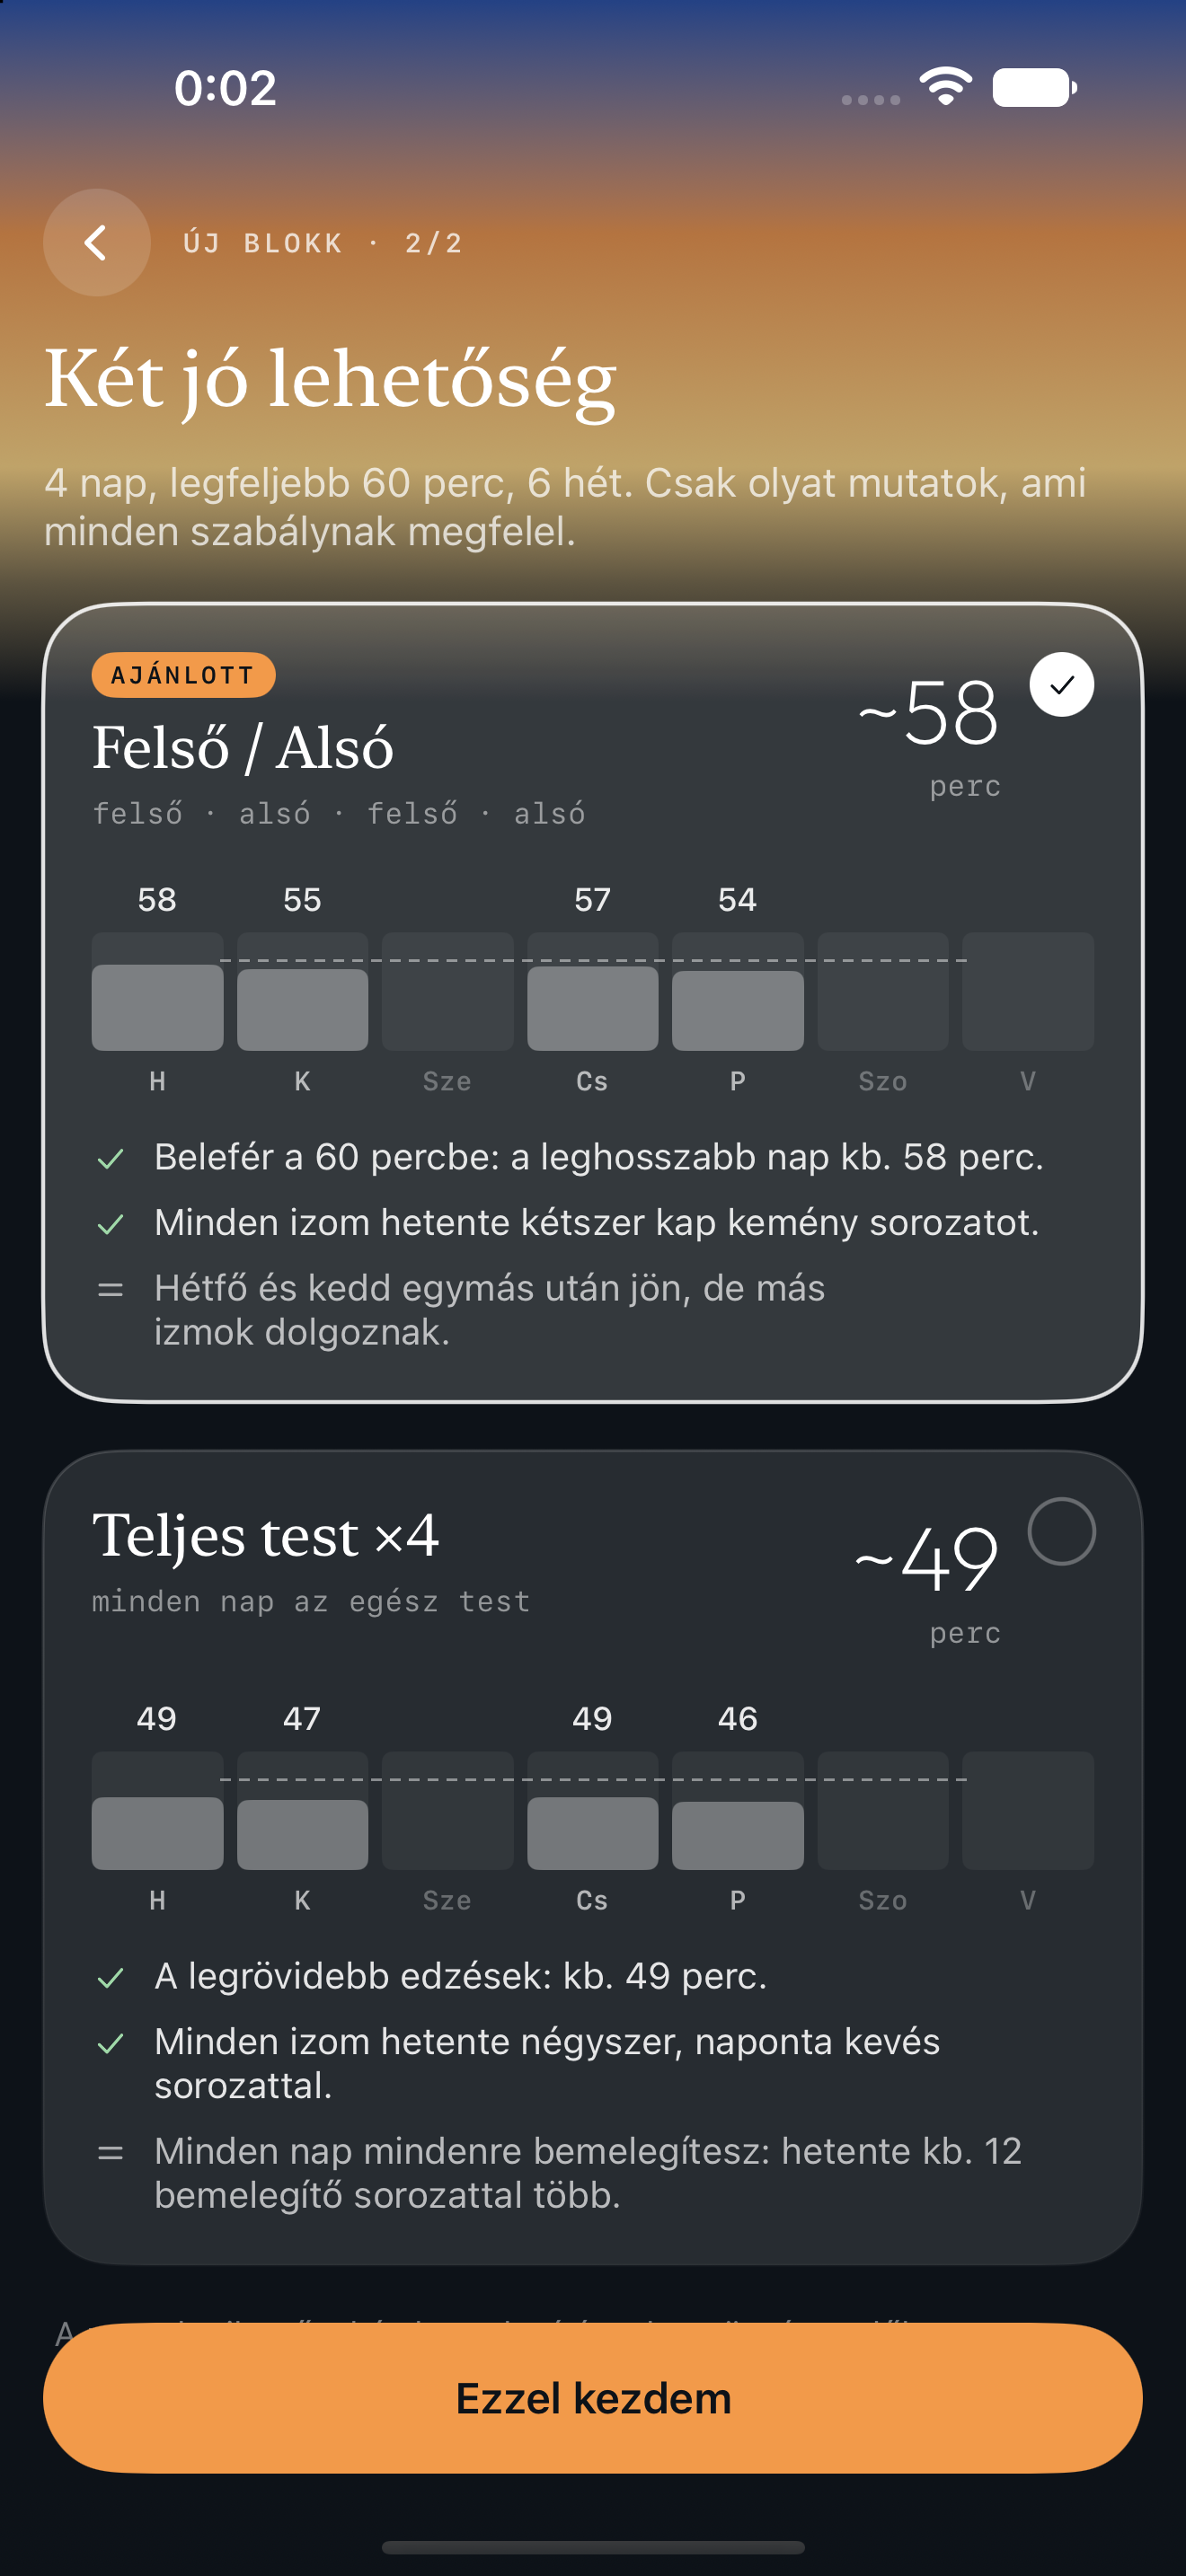 0:02
ÚJ BLOKK · 2/2
Két jó lehetőség
4 nap, legfeljebb 60 perc, 6 hét. Csak olyat mutatok, ami
minden szabálynak megfelel.
AJÁNLOTT
~58
Felső / Alsó
perc
felső · alsó · felső · alsó
58 55 57 54
H K Sze Cs P Szo V
Belefér a 60 percbe: a leghosszabb nap kb. 58 perc.
Minden izom hetente kétszer kap kemény sorozatot.
= Hétfő és kedd egymás után jön, de más
izmok dolgoznak.
Teljes test ×4
~49
minden nap az egész test
perc
49 47 49 46
H K Sze Cs P Szo V
A legrövidebb edzések: kb. 49 perc.
Minden izom hetente négyszer, naponta kevés
sorozattal.
= Minden nap mindenre bemelegítesz: hetente kb. 12
bemelegítő sorozattal több.
Ezzel kezdem